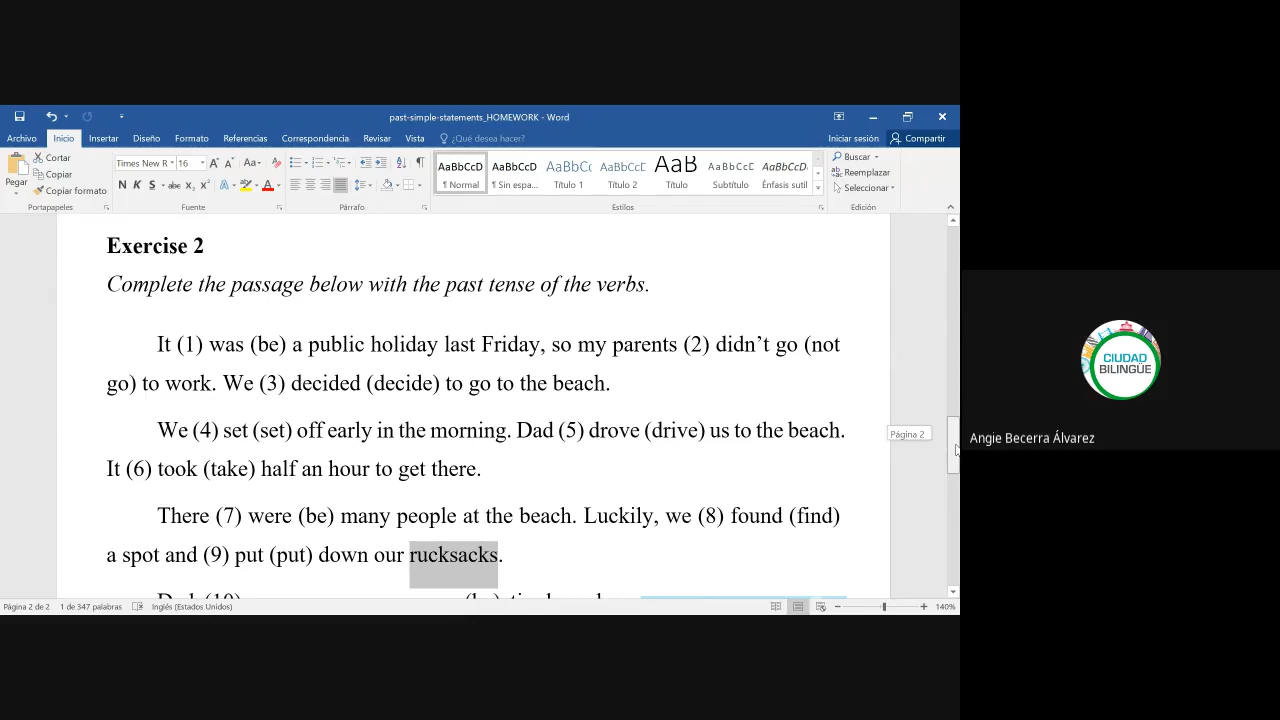 past-simple-statements_HOMEWORK - Word
Archivo Inicio Insertar Diseño Formato Referencias Correspondencia Revisar Vista ¿Qué desea hacer? Iniciar sesión Compartir
Pegar
Cortar
Copiar
Copiar formato
Portapapeles
Times New R 16 Aa
N K S abc x₂ x² A A
Fuente
Párrafo
AaBbCcD AaBbCcD AaBbCc AaBbCcC AaB AaBbCcC AaBbCcD
¶ Normal ¶ Sin espa... Título 1 Título 2 Título Subtítulo Énfasis sutil
Estilos
Buscar
Reemplazar
Seleccionar
Edición
Exercise 2
Complete the passage below with the past tense of the verbs.
It (1) was (be) a public holiday last Friday, so my parents (2) didn’t go (not
go) to work. We (3) decided (decide) to go to the beach.
We (4) set (set) off early in the morning. Dad (5) drove (drive) us to the beach.
It (6) took (take) half an hour to get there.
There (7) were (be) many people at the beach. Luckily, we (8) found (find)
a spot and (9) put (put) down our rucksacks.
Página 2
Página 2 de 2 1 de 347 palabras Inglés (Estados Unidos) 140%
CIUDAD
BILINGÜE
Angie Becerra Álvarez